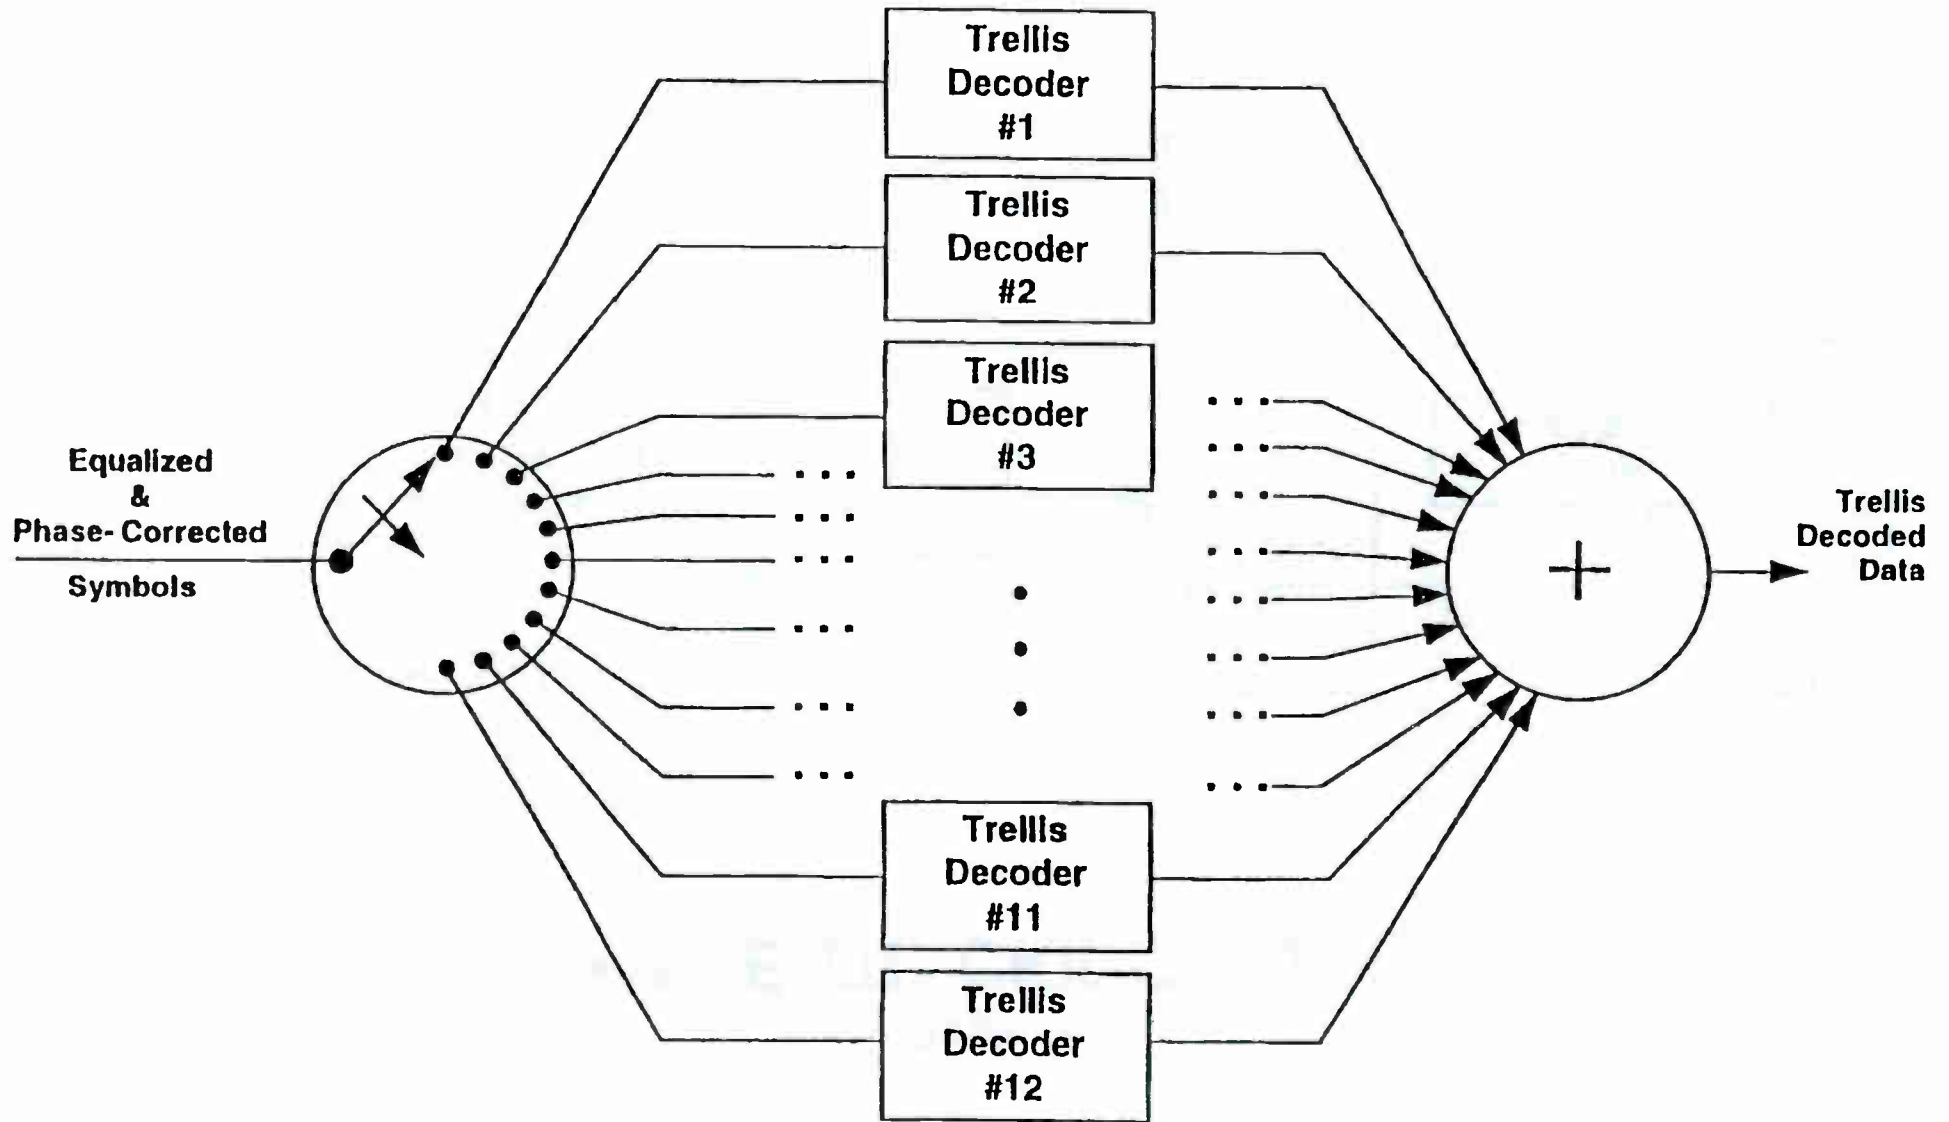 Equalized
&
Phase-Corrected
Symbols
Trellis
Decoder
#1
Trellis
Decoder
#2
Trellis
Decoder
#3
Trellis
Decoder
#11
Trellis
Decoder
#12
+
Trellis
Decoded
Data